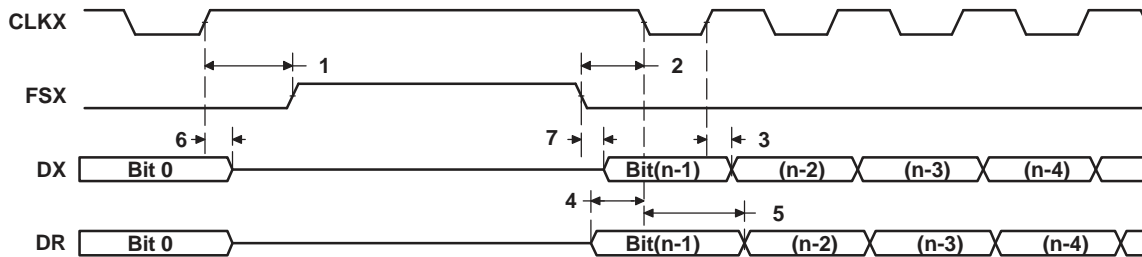 CLKX
1 2
FSX
6 7 3
DX Bit 0 Bit(n-1) (n-2) (n-3) (n-4)
4 5
DR Bit 0 Bit(n-1) (n-2) (n-3) (n-4)